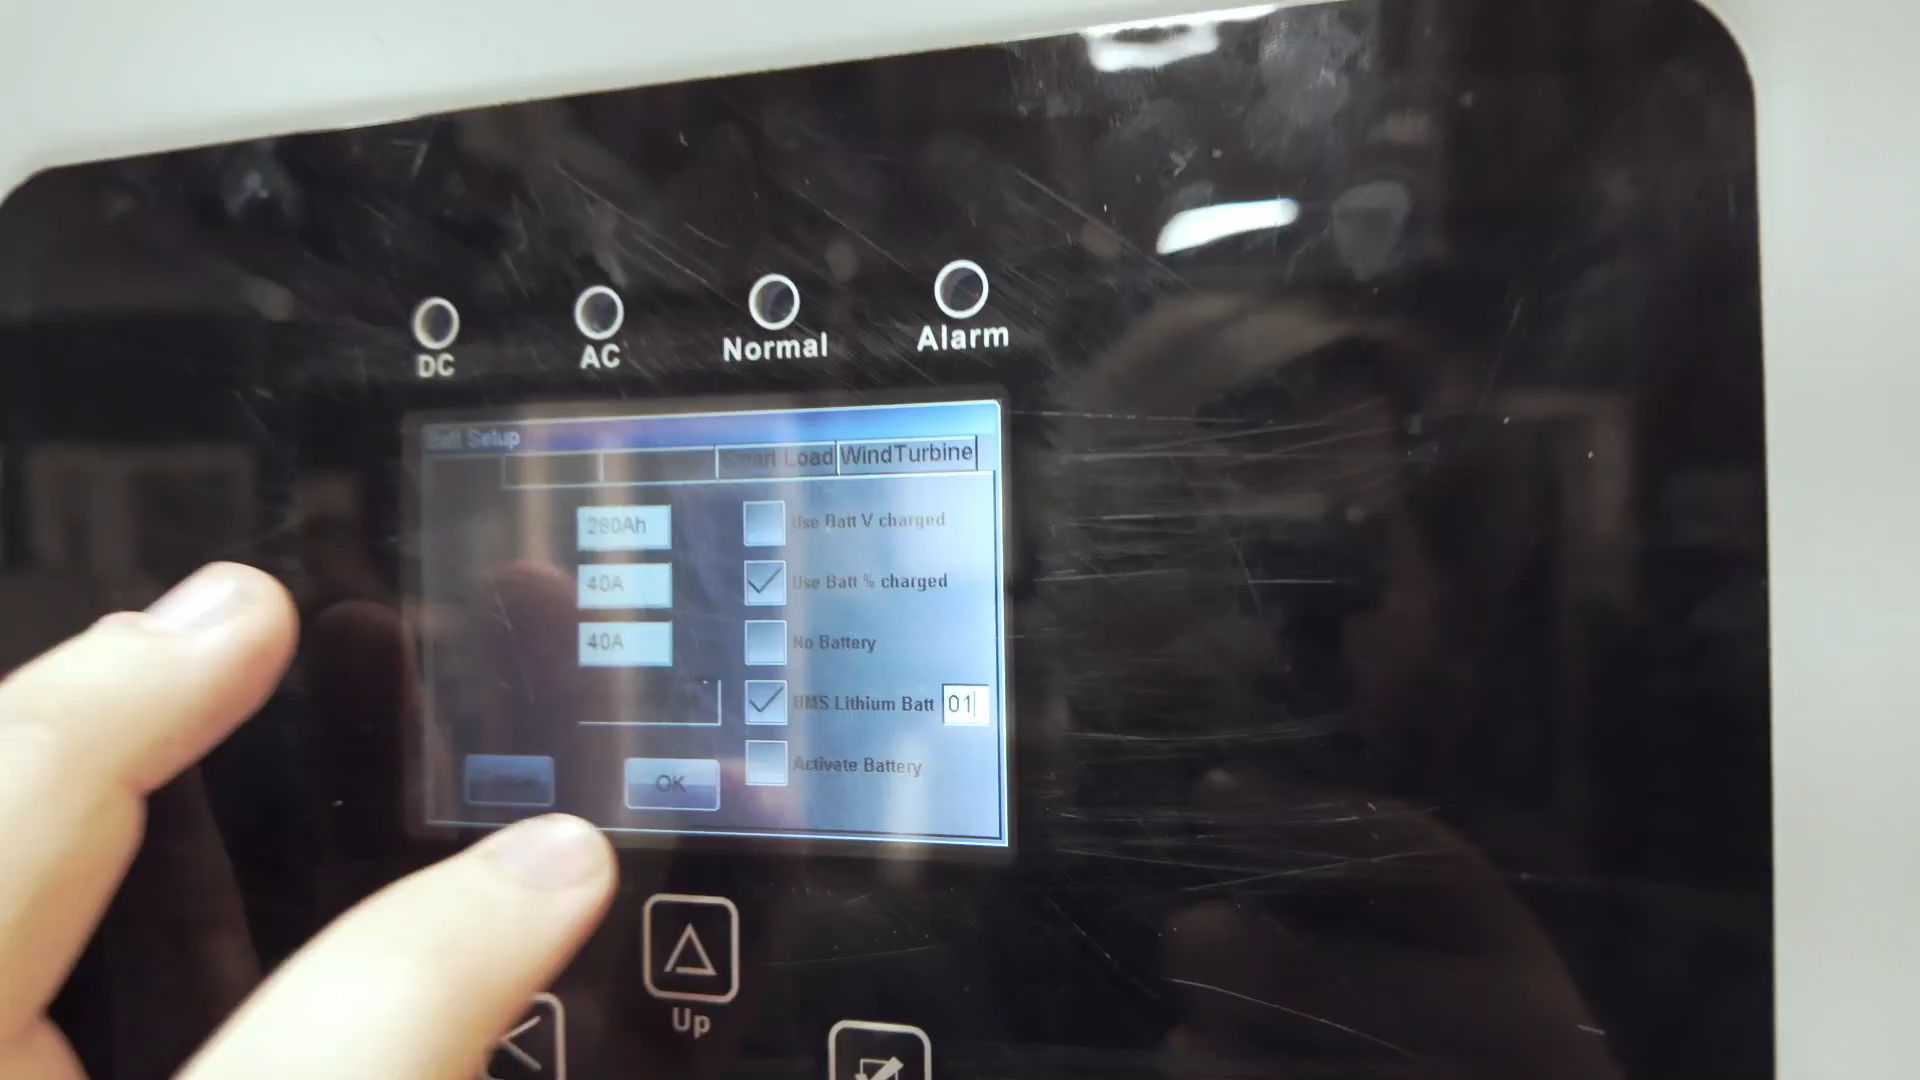 DC
AC
Normal
Alarm
Batt Setup
Smart Load
WindTurbine
280Ah
Use Batt V charged
40A
Use Batt % charged
40A
No Battery
BMS Lithium Batt 01
OK
Activate Battery
Up